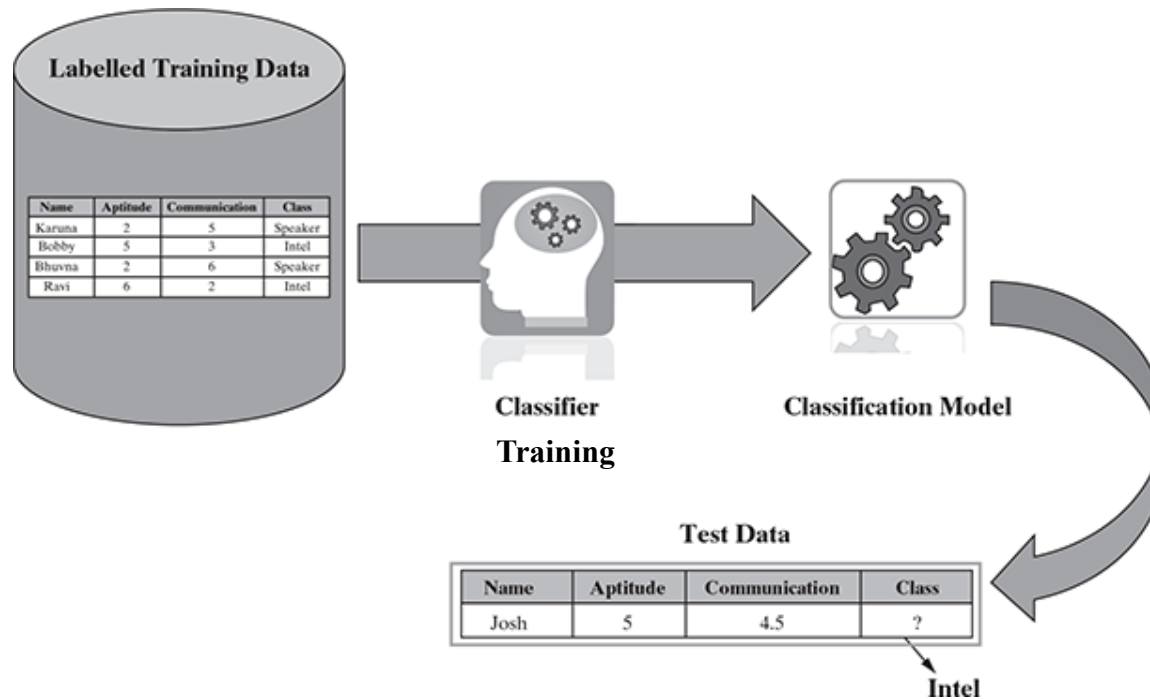 Labelled Training Data
Name Aptitude Communication Class
Karuna 2 5 Speaker
Bobby 5 3 Intel
Bhuvna 2 6 Speaker
Ravi 6 2 Intel
Classifier
Training
Classification Model
Test Data
Name Aptitude Communication Class
Josh 5 4.5 ?
Intel